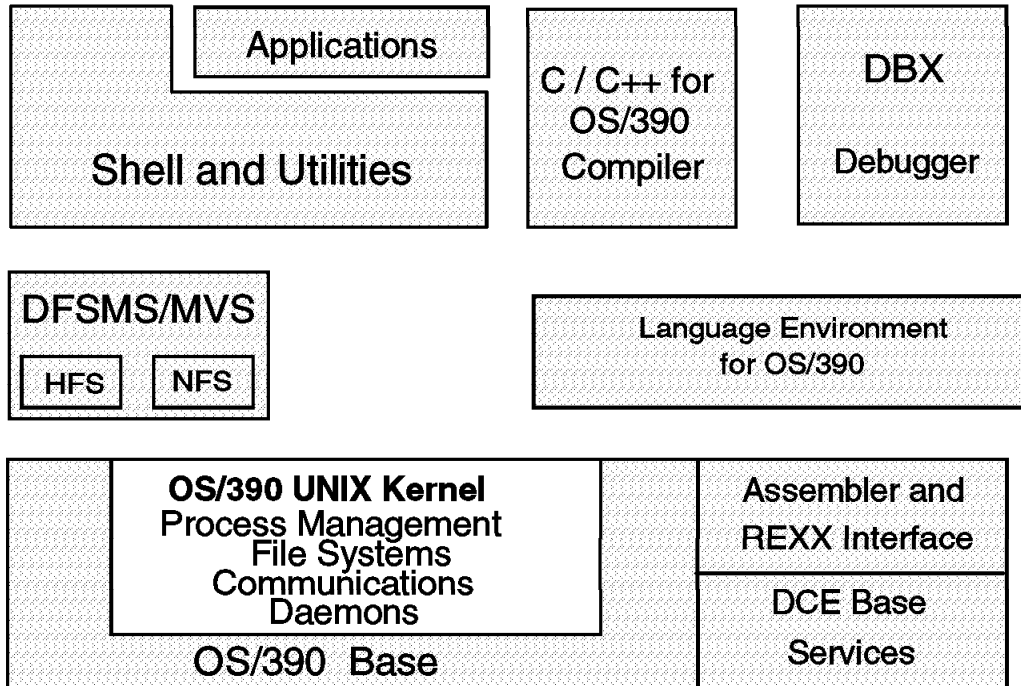 Applications
Shell and Utilities
C / C++ for
OS/390
Compiler
DBX
Debugger
DFSMS/MVS
HFS
NFS
Language Environment
for OS/390
OS/390 UNIX Kernel
Process Management
File Systems
Communications
Daemons
OS/390 Base
Assembler and
REXX Interface
DCE Base
Services